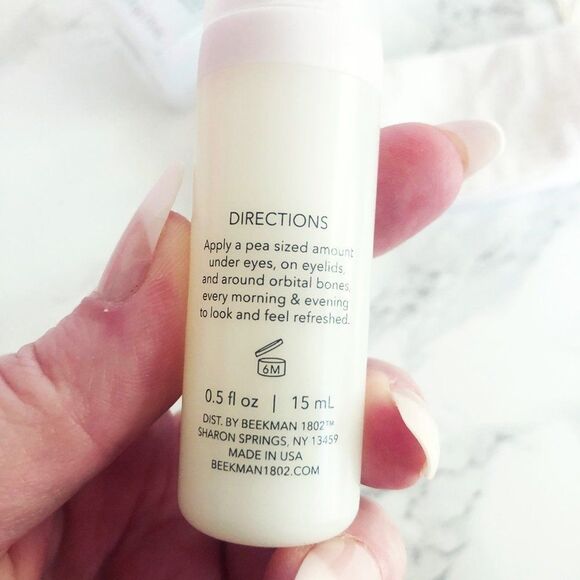 DIRECTIONS
Apply a pea sized amount
under eyes, on eyelids,
and around orbital bones,
every morning & evening
to look and feel refreshed.
6M
0.5 fl oz | 15 mL
DIST. BY BEEKMAN 1802™
SHARON SPRINGS, NY 13459
MADE IN USA
BEEKMAN1802.COM